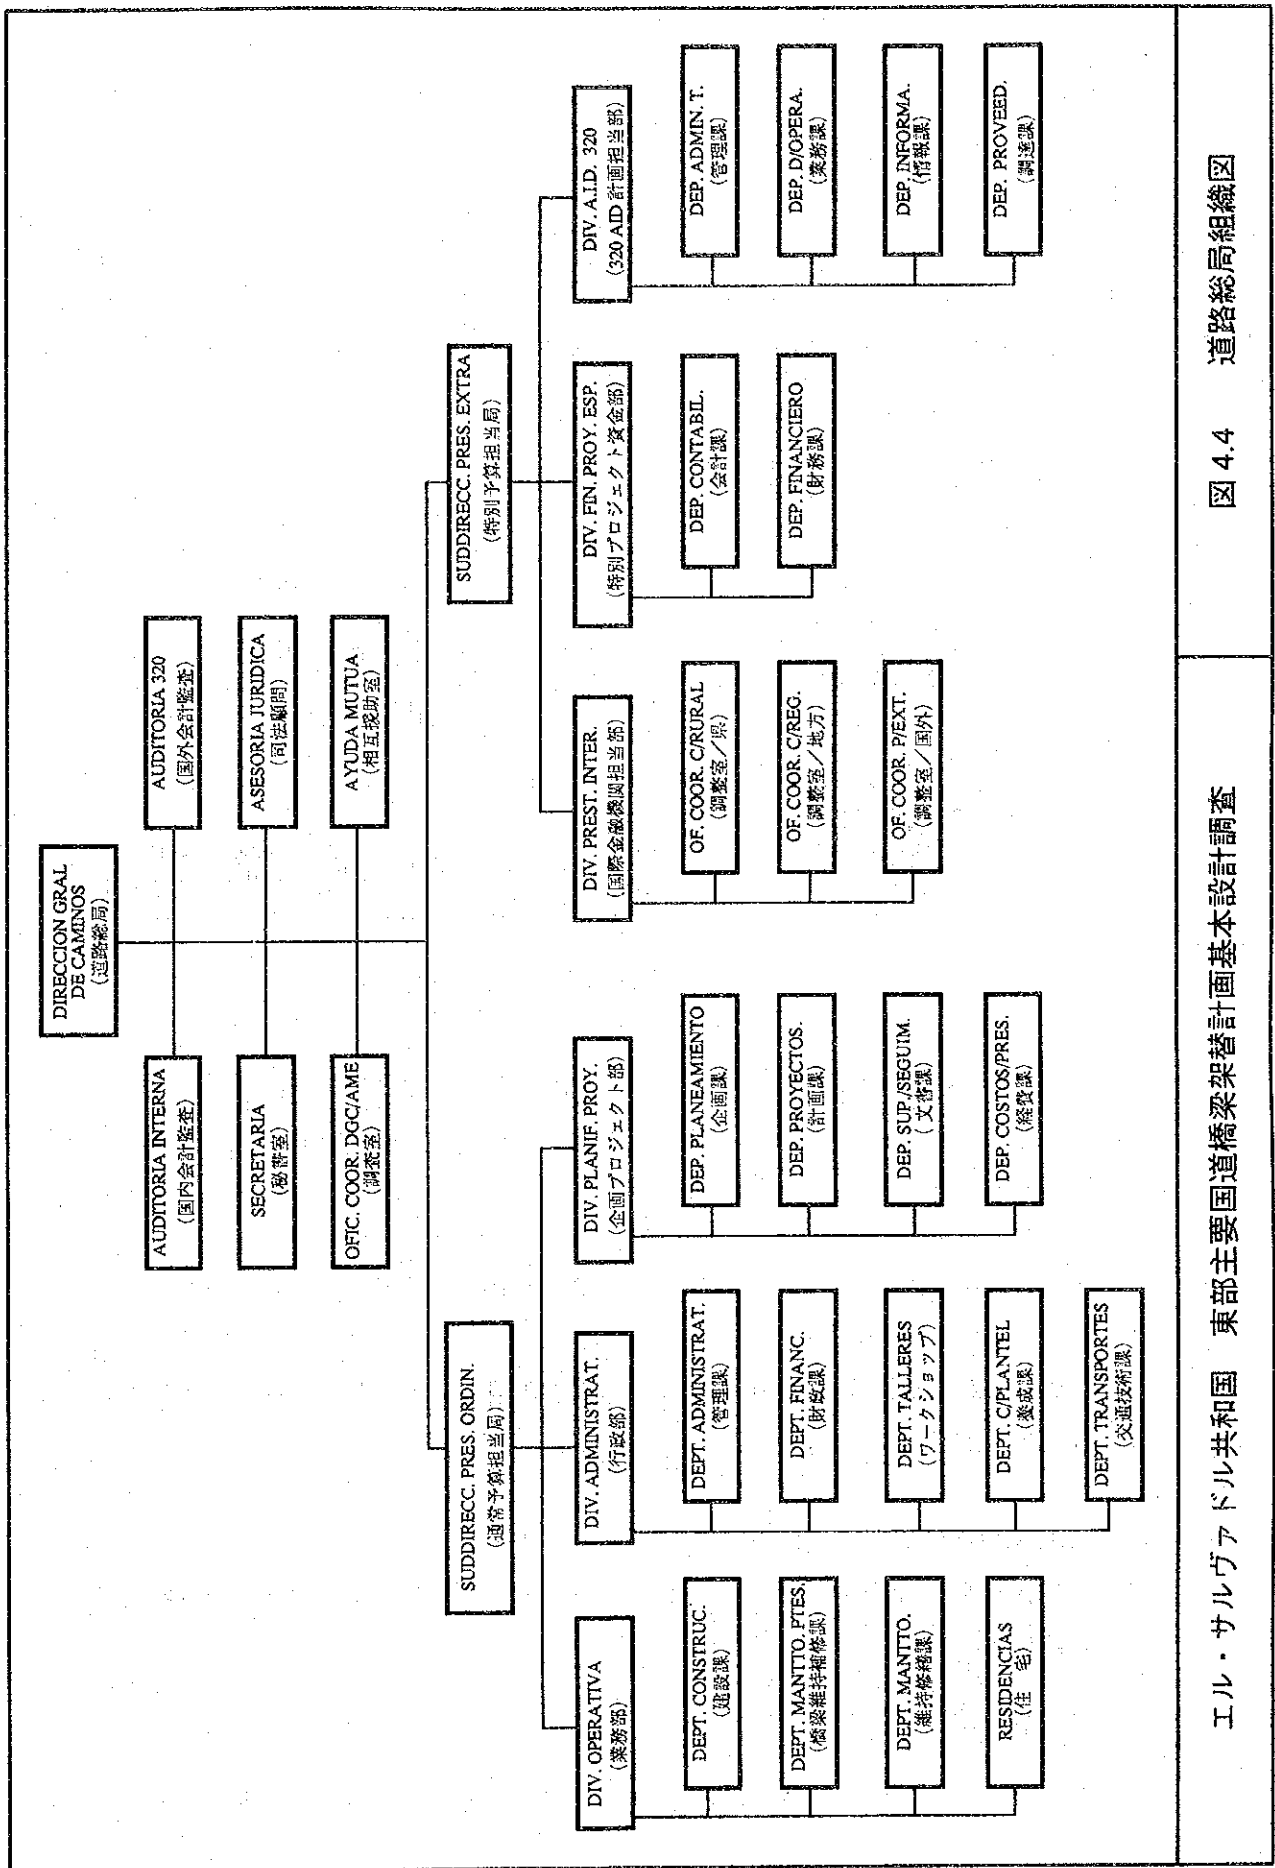 DIRECCION GRAL
DE CAMINOS
(道路総局)
AUDITORIA INTERNA
(国内会計監査)
AUDITORIA 320
(国外会計監査)
SECRETARIA
(秘書室)
ASESORIA JURIDICA
(司法顧問)
OFIC. COOR. DGC/AME
(調査室)
AYUDA MUTUA
(相互援助室)
SUDDIRECC. PRES. ORDIN.
(通常予算担当局)
SUDDIRECC. PRES. EXTRA
(特別予算担当局)
DIV. OPERATIVA
(業務部)
DEPT. CONSTRUC.
(建設課)
DEPT. MANTTO. PTES.
(橋梁維持補修課)
DEPT. MANTTO.
(維持修繕課)
RESIDENCIAS
(住 宅)
DIV. ADMINISTRAT.
(行政部)
DEPT. ADMINISTRAT.
(管理課)
DEPT. FINANC.
(財政課)
DEPT. TALLERES
(ワークショップ)
DEPT. C/PLANTEL
(養成課)
DEPT. TRANSPORTES
(交通技術課)
DIV. PLANIF. PROY.
(企画プロジェクト部)
DEP. PLANEAMIENTO
(企画課)
DEP. PROYECTOS.
(計画課)
DEP. SUP./SEGUIM.
(文書課)
DEP. COSTOS/PRES.
(経費課)
DIV. PREST. INTER.
(国際金融機関担当部)
OF. COOR. C/RURAL
(調整室/県)
OF. COOR. C/REG.
(調整室/地方)
OF. COOR. P/EXT.
(調整室/国外)
DIV. FIN. PROY. ESP.
(特別プロジェクト資金部)
DEP. CONTABIL.
(会計課)
DEP. FINANCIERO
(財務課)
DIV. A.I.D. 320
(320 AID 計画担当部)
DEP. ADMIN. T.
(管理課)
DEP. D/OPERA.
(業務課)
DEP. INFORMA.
(情報課)
DEP. PROVEED.
(調達課)
エル・サルヴァドル共和国 東部主要国道橋梁架替計画基本設計調査
図 4.4 道路総局組織図